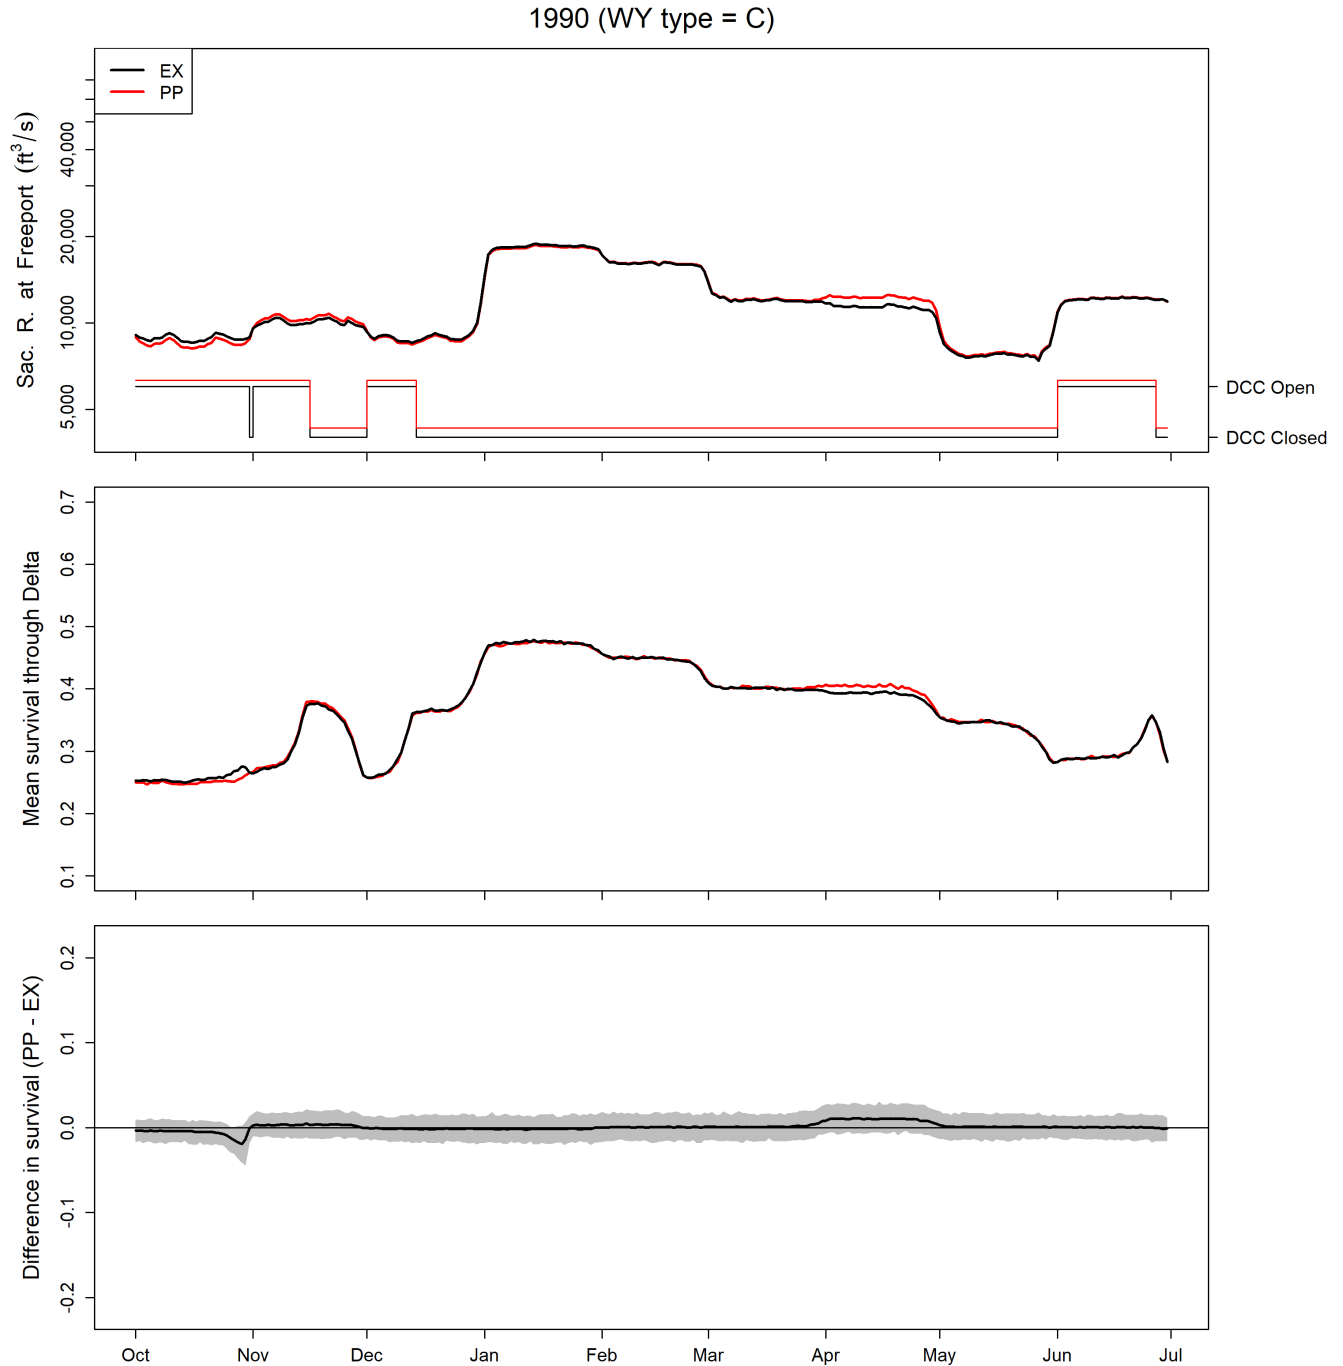 1990 (WY type = C)
EX
PP
Sac. R. at Freeport (ft³/s)
40,000
20,000
10,000
5,000
DCC Open
DCC Closed
Mean survival through Delta
0.7
0.6
0.5
0.4
0.3
0.2
0.1
Difference in survival (PP - EX)
0.2
0.1
0.0
-0.1
-0.2
Oct Nov Dec Jan Feb Mar Apr May Jun Jul